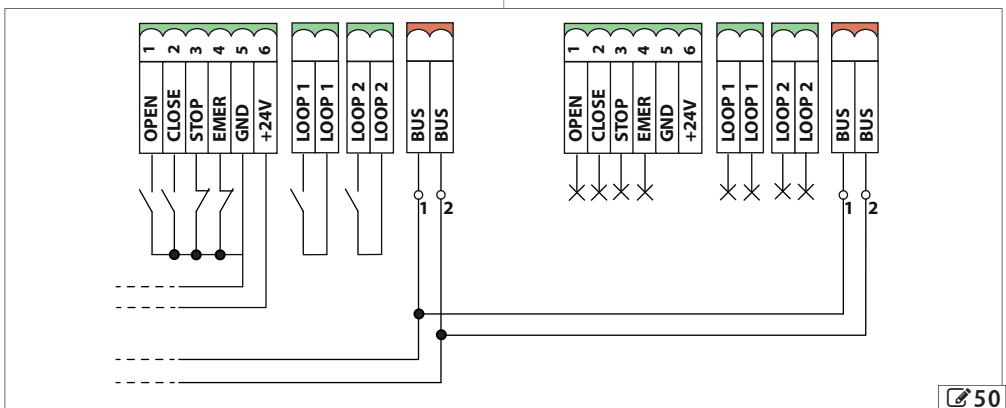 1 2 3 4 5 6
OPEN CLOSE STOP EMER GND +24V
LOOP 1 LOOP 1
LOOP 2 LOOP 2
BUS BUS
1 2
1 2 3 4 5 6
OPEN CLOSE STOP EMER GND +24V
LOOP 1 LOOP 1
LOOP 2 LOOP 2
BUS BUS
1 2
50